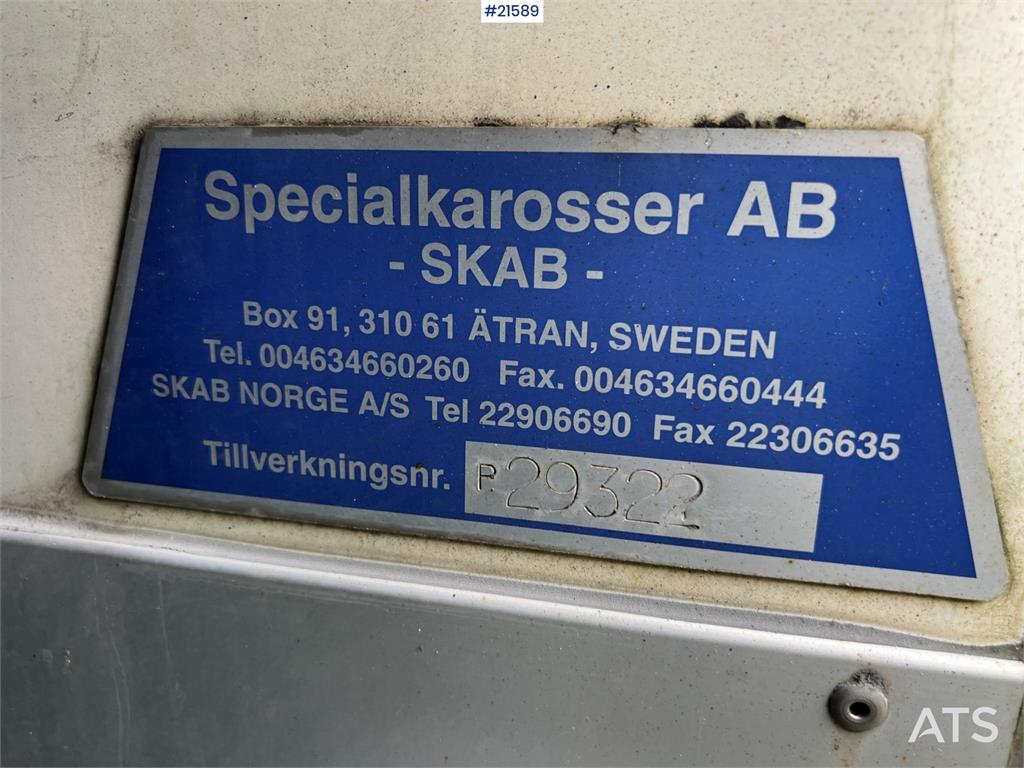 #21589
Specialkarosser AB
- SKAB -
Box 91, 310 61 ÄTRAN, SWEDEN
Tel. 004634660260 Fax. 004634660444
SKAB NORGE A/S Tel 22906690 Fax 22306635
Tillverkningsnr. P.29322
ATS